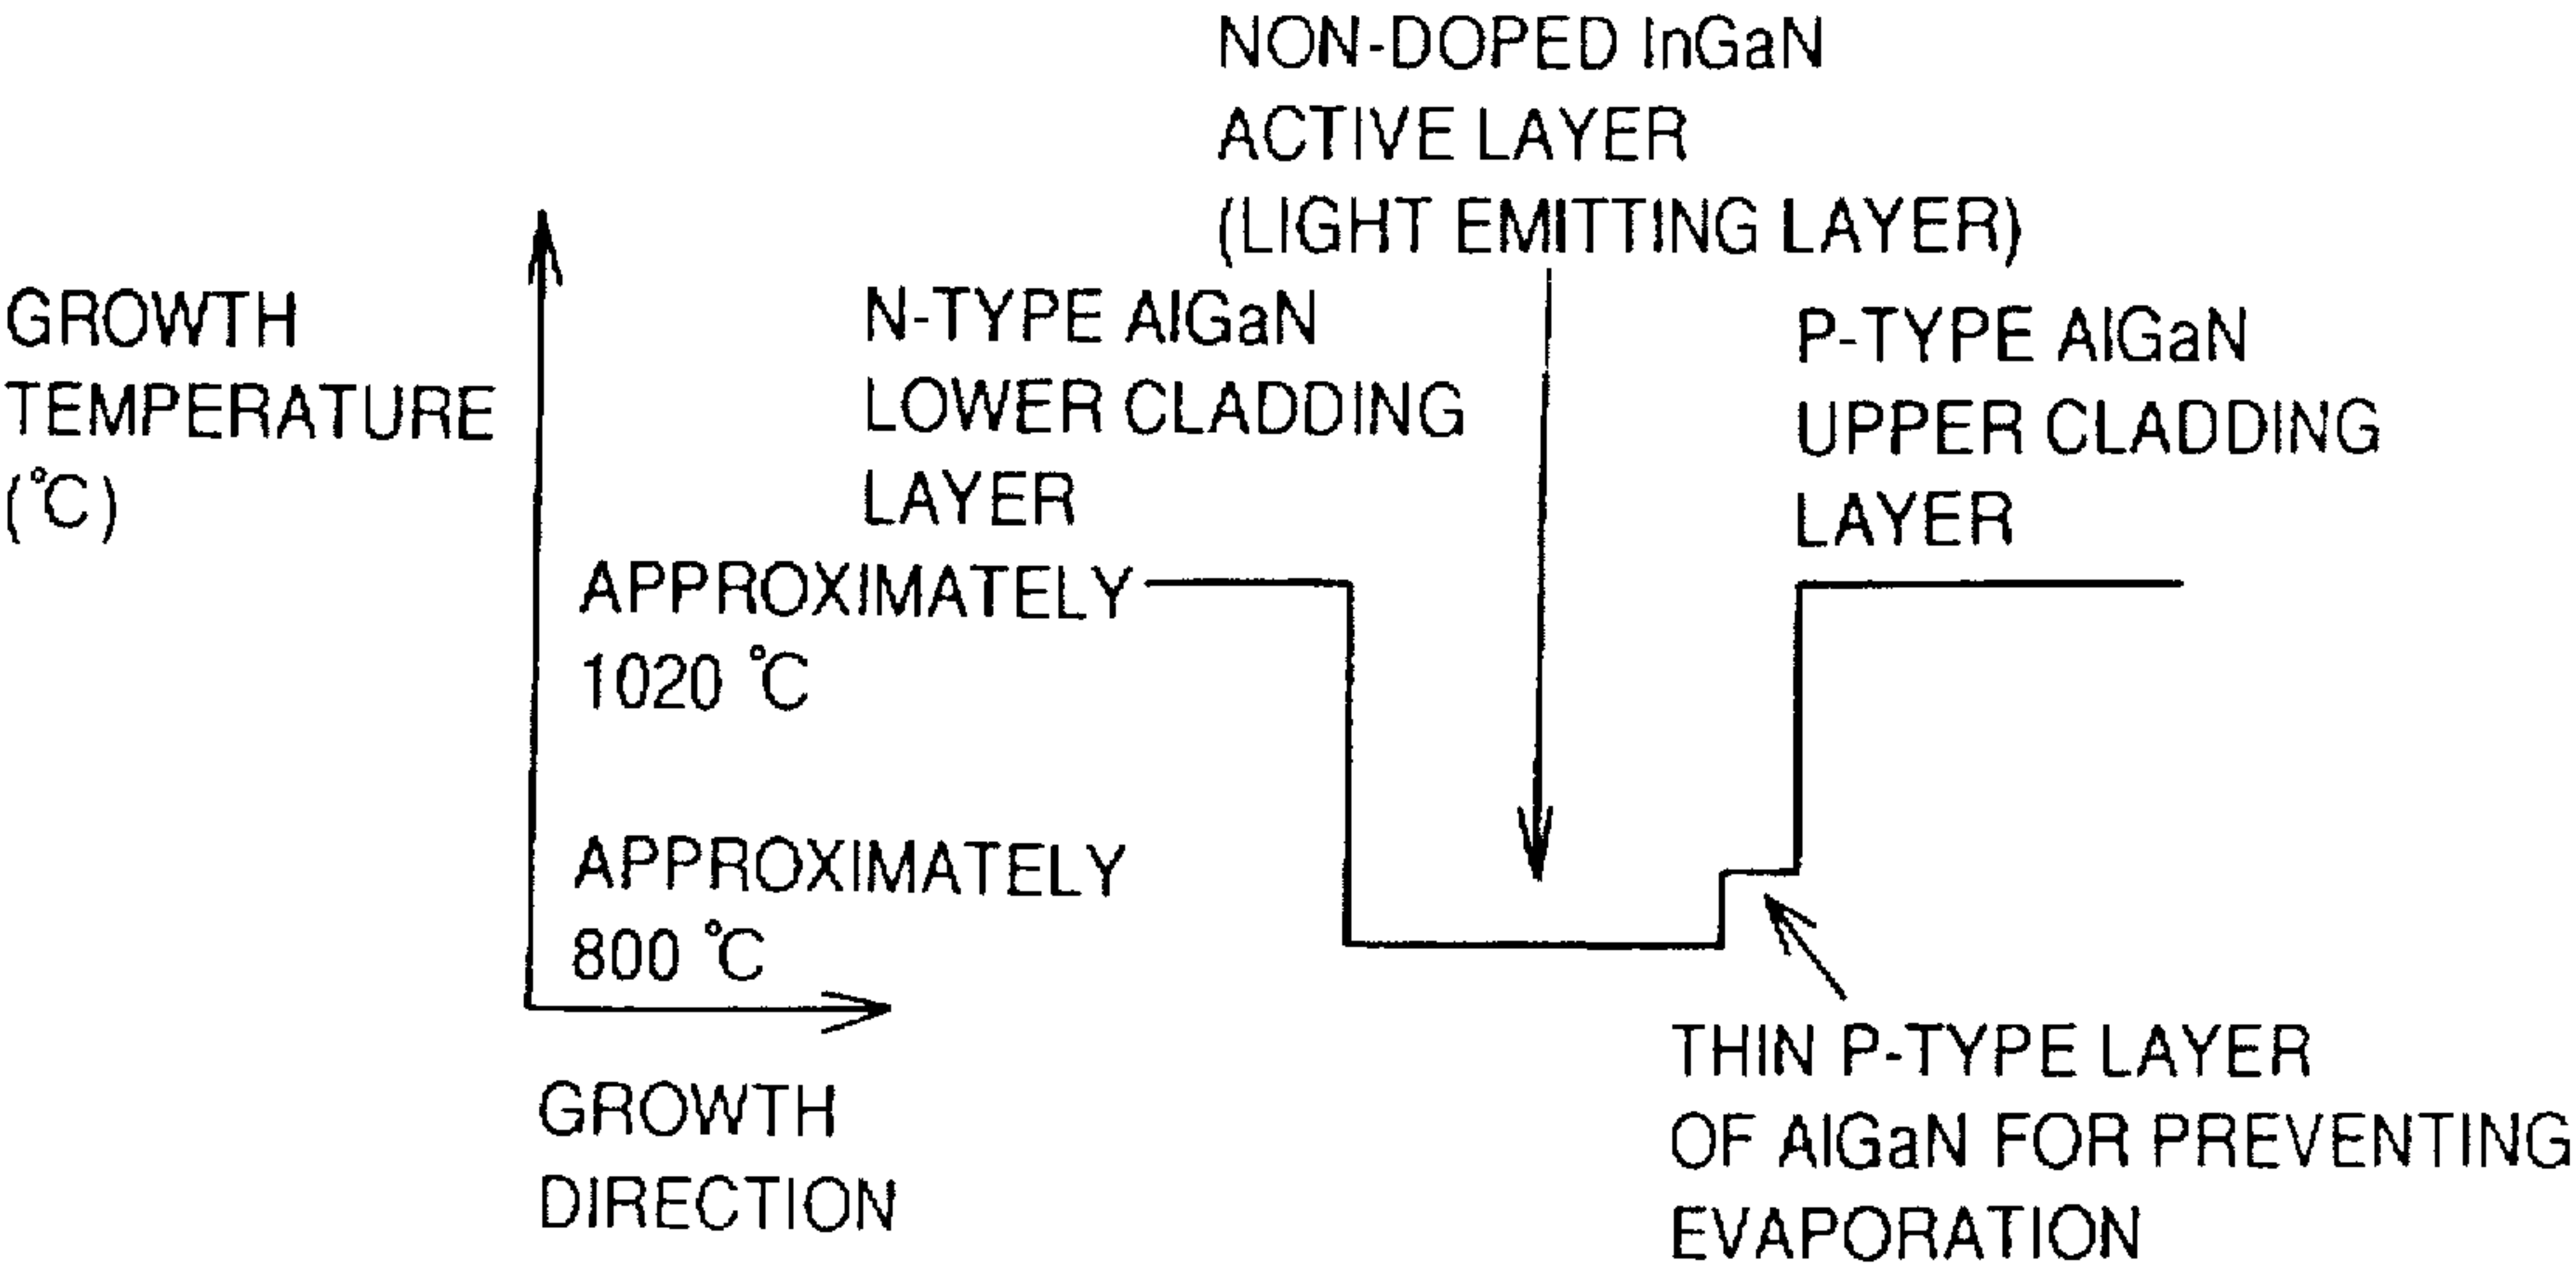 NON-DOPED InGaN
ACTIVE LAYER
(LIGHT EMITTING LAYER)
GROWTH
TEMPERATURE
(℃)
N-TYPE AlGaN
LOWER CLADDING
LAYER
P-TYPE AlGaN
UPPER CLADDING
LAYER
APPROXIMATELY
1020 ℃
APPROXIMATELY
800 ℃
GROWTH
DIRECTION
THIN P-TYPE LAYER
OF AlGaN FOR PREVENTING
EVAPORATION